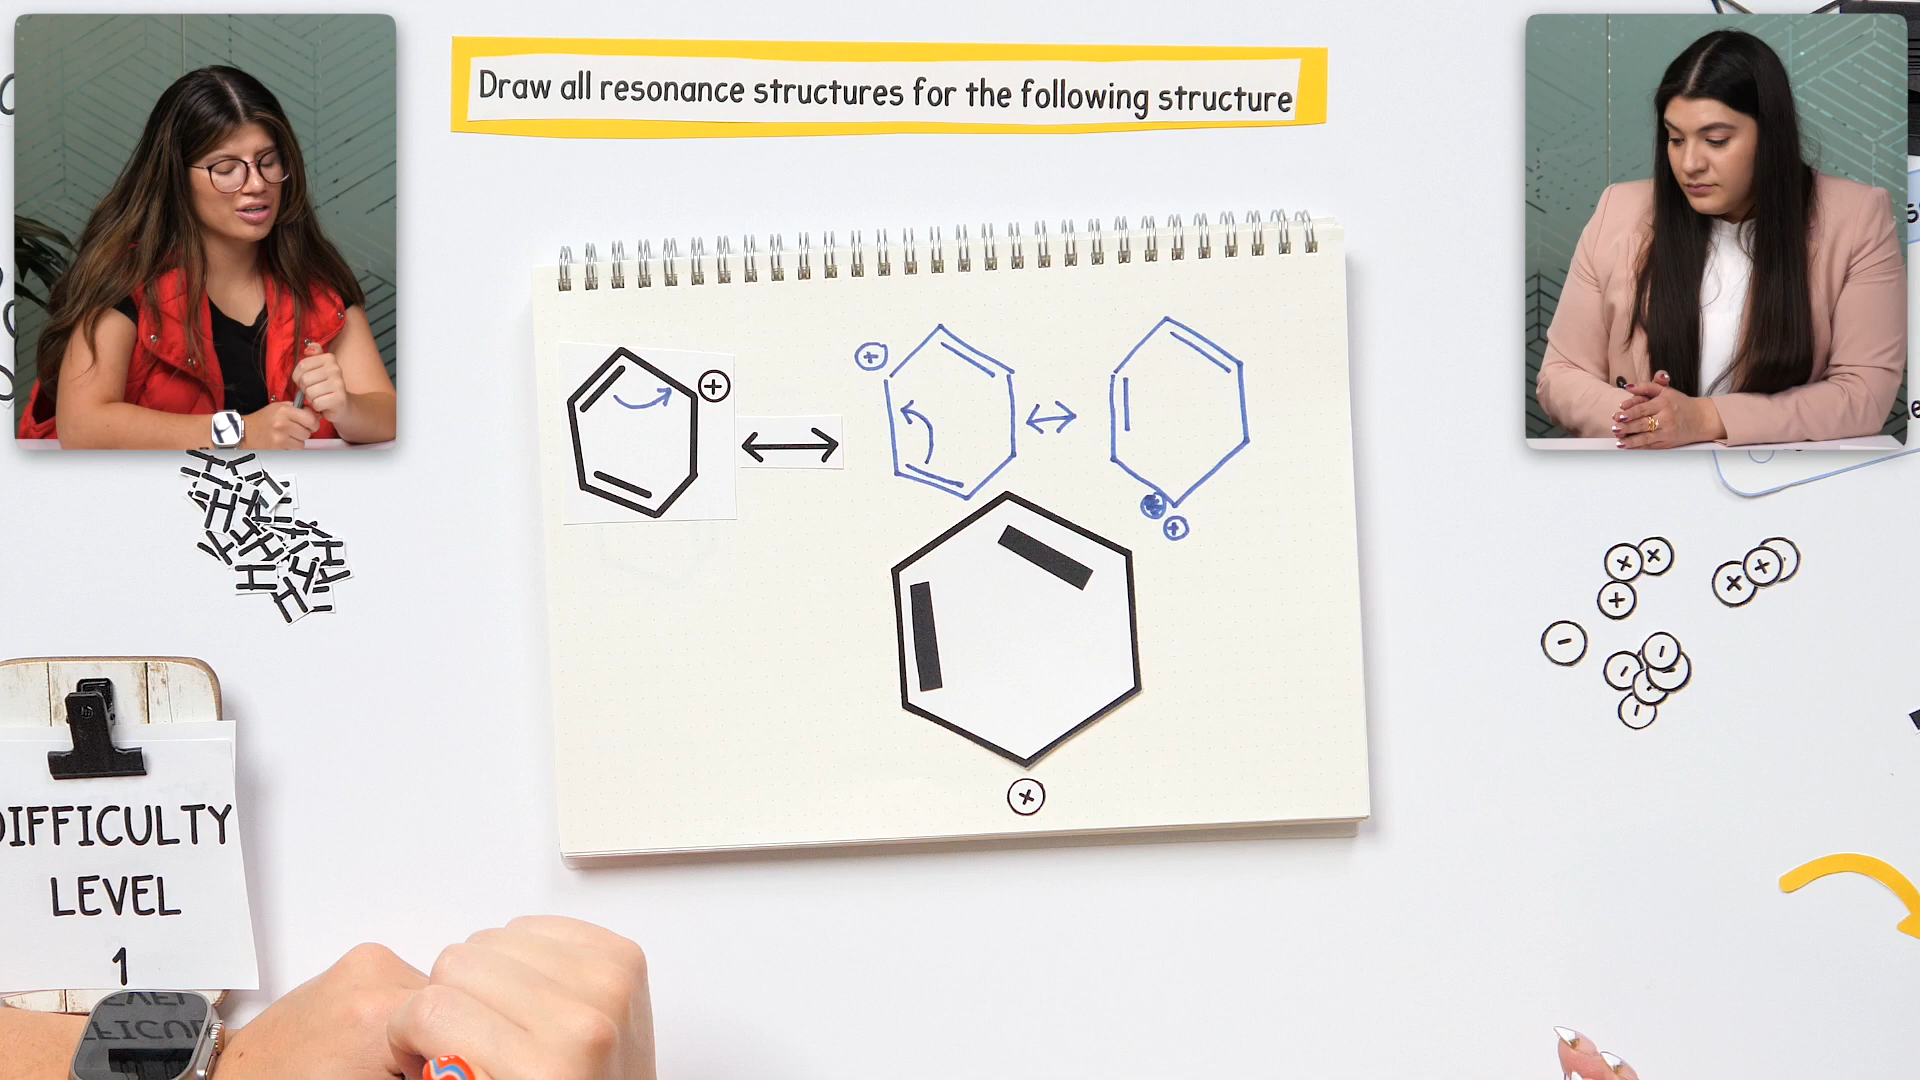 Draw all resonance structures for the following structure
DIFFICULTY
LEVEL
1